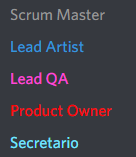 Scrum Master
Lead Artist
Lead QA
Product Owner
Secretario